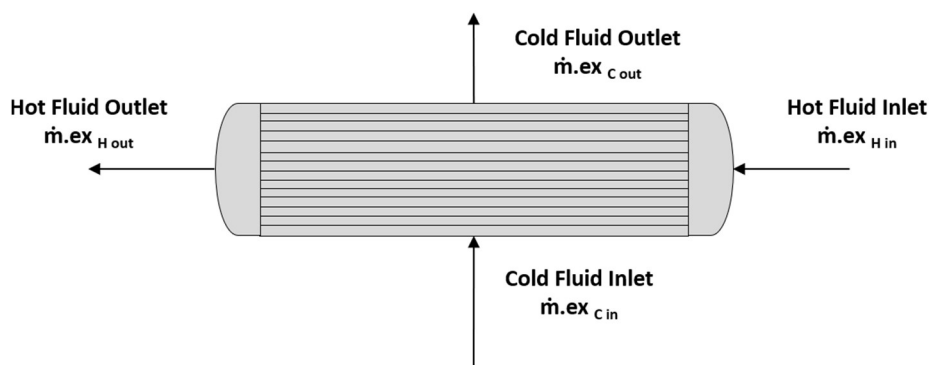 Cold Fluid Outlet
ṁ.ex C out
Hot Fluid Outlet
ṁ.ex H out
Hot Fluid Inlet
ṁ.ex H in
Cold Fluid Inlet
ṁ.ex C in